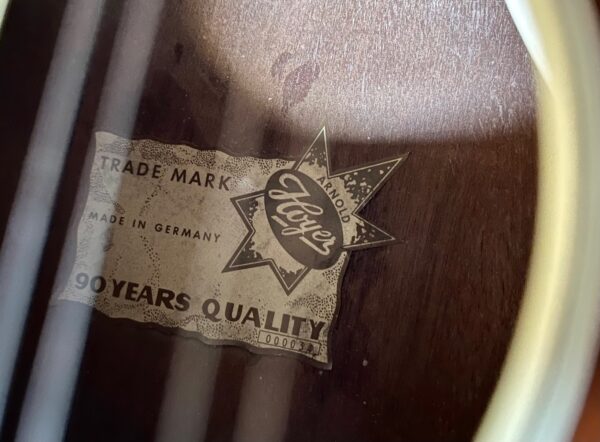 TRADE MARK
ARNOLD
Hoyer
MADE IN GERMANY
90 YEARS QUALITY